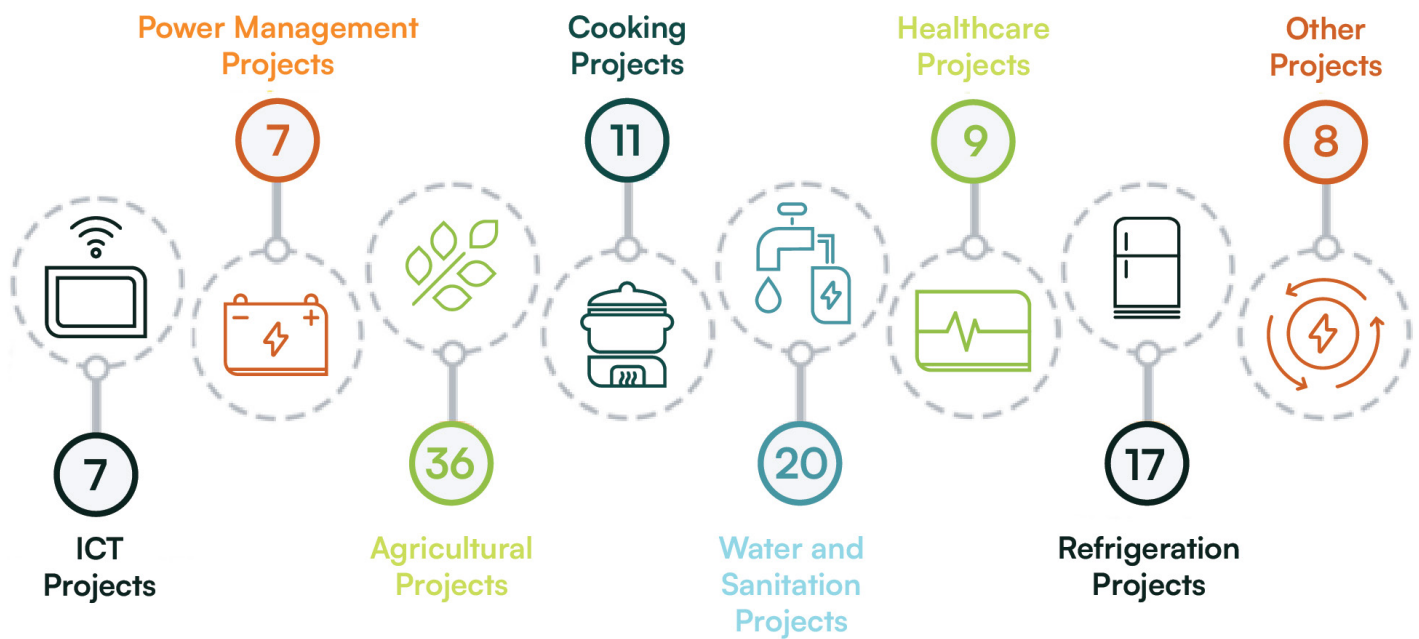 ICT
Projects
7
Power Management
Projects
7
Agricultural
Projects
36
Cooking
Projects
11
Water and
Sanitation
Projects
20
Healthcare
Projects
9
Refrigeration
Projects
17
Other
Projects
8